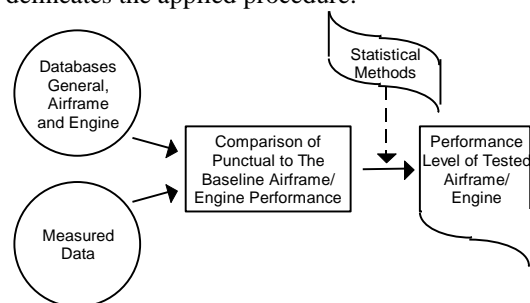 delineates the applied procedure.
Databases
General,
Airframe
and Engine
Statistical
Methods
Comparison of
Punctual to The
Baseline Airframe/
Engine Performance
Performance
Level of Tested
Airframe/
Engine
Measured
Data